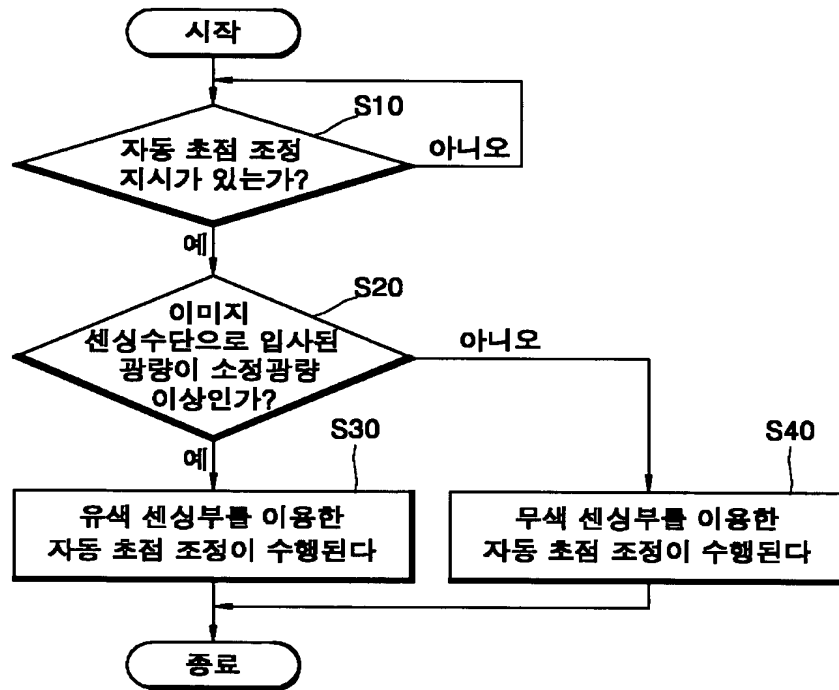 시작
S10
자동 초점 조정
지시가 있는가?
아니오
예
S20
이미지
센싱수단으로 입사된
광량이 소정광량
이상인가?
아니오
예
S30
유색 센싱부를 이용한
자동 초점 조정이 수행된다
S40
무색 센싱부를 이용한
자동 초점 조정이 수행된다
종료